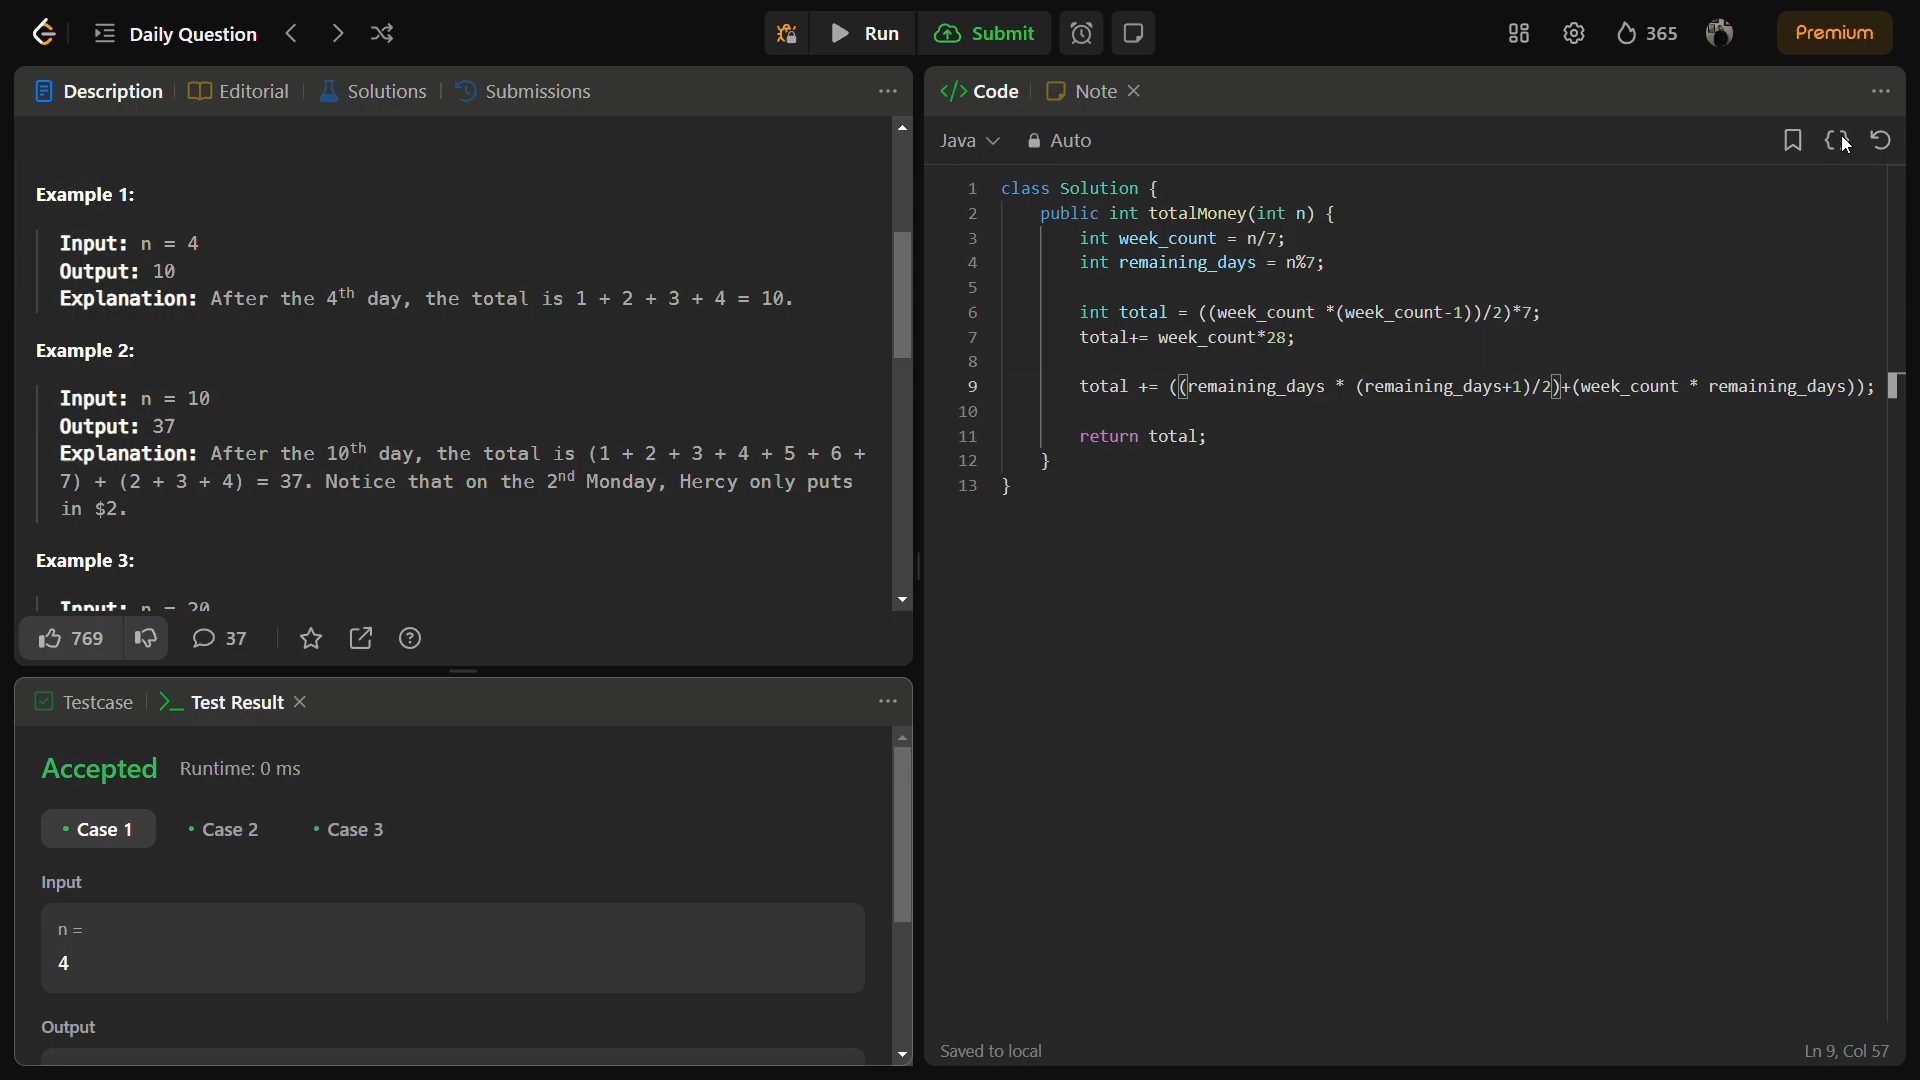 Daily Question
Run
Submit
365
Premium
Description
Editorial
Solutions
Submissions
Example 1:
Input: n = 4
Output: 10
Explanation: After the 4th day, the total is 1 + 2 + 3 + 4 = 10.
Example 2:
Input: n = 10
Output: 37
Explanation: After the 10th day, the total is (1 + 2 + 3 + 4 + 5 + 6 +
7) + (2 + 3 + 4) = 37. Notice that on the 2nd Monday, Hercy only puts
in $2.
Example 3:
Input: n = 20
769
37
Testcase
Test Result
Accepted Runtime: 0 ms
Case 1
Case 2
Case 3
Input
n =
4
Output
</> Code
Note
Java
Auto
1 class Solution {
2 public int totalMoney(int n) {
3 int week_count = n/7;
4 int remaining_days = n%7;
5
6 int total = ((week_count *(week_count-1))/2)*7;
7 total+= week_count*28;
8
9 total += ((remaining_days * (remaining_days+1)/2)+(week_count * remaining_days));
10
11 return total;
12 }
13 }
Saved to local
Ln 9, Col 57